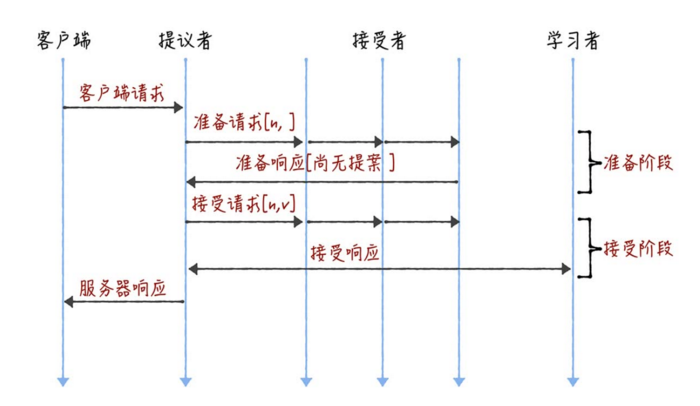 客户端 提议者 接受者 学习者
客户端请求
准备请求[n, ]
准备响应[尚无提案 ]
准备阶段
接受请求[n,v]
接受响应
接受阶段
服务器响应